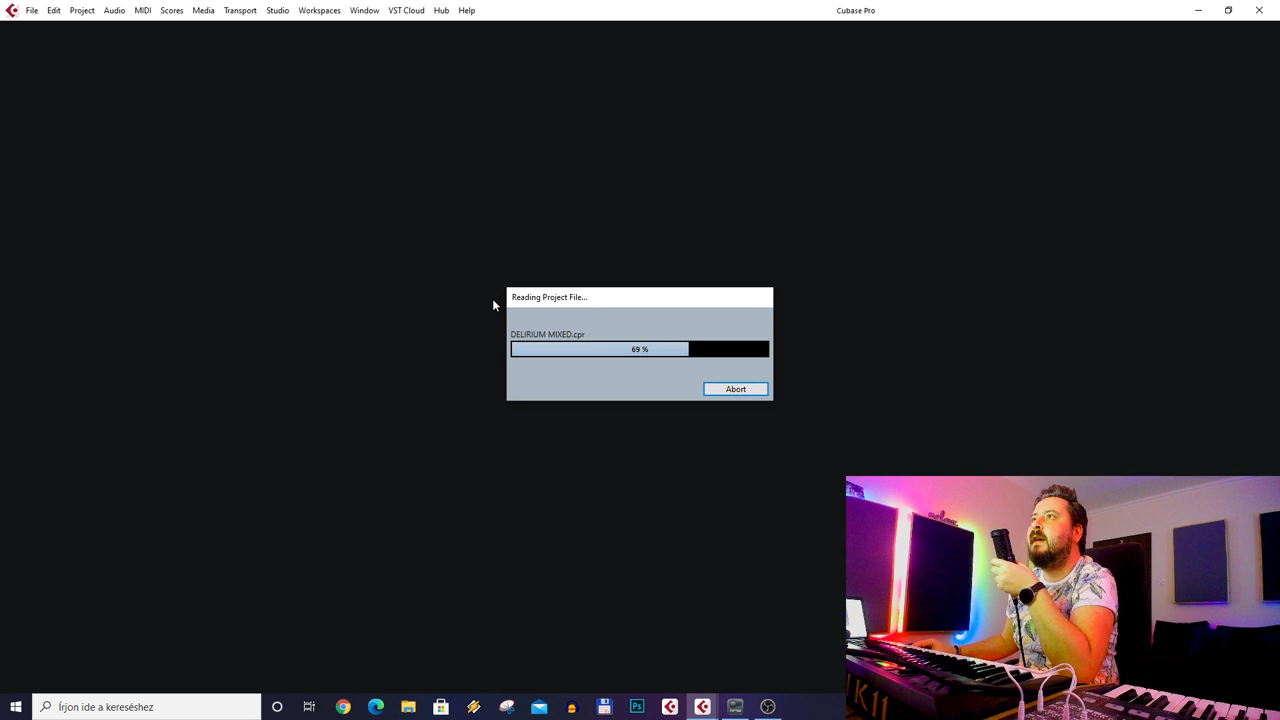 File Edit Project Audio MIDI Scores Media Transport Studio Workspaces Window VST Cloud Hub Help Cubase Pro
Reading Project File...
DELIRIUM MIXED.cpr
69 %
Abort
Írjon ide a kereséshez
Ps